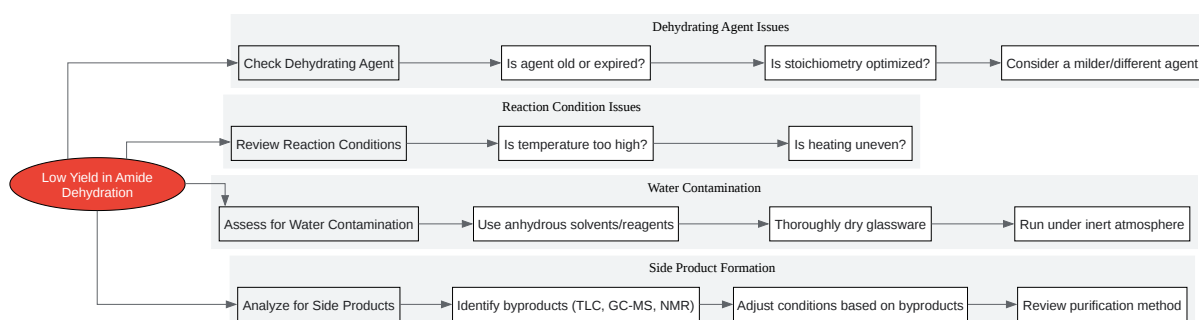 Dehydrating Agent Issues
Check Dehydrating Agent
Is agent old or expired?
Is stoichiometry optimized?
Consider a milder/different agent
Reaction Condition Issues
Review Reaction Conditions
Is temperature too high?
Is heating uneven?
Low Yield in Amide
Dehydration
Water Contamination
Assess for Water Contamination
Use anhydrous solvents/reagents
Thoroughly dry glassware
Run under inert atmosphere
Side Product Formation
Analyze for Side Products
Identify byproducts (TLC, GC-MS, NMR)
Adjust conditions based on byproducts
Review purification method